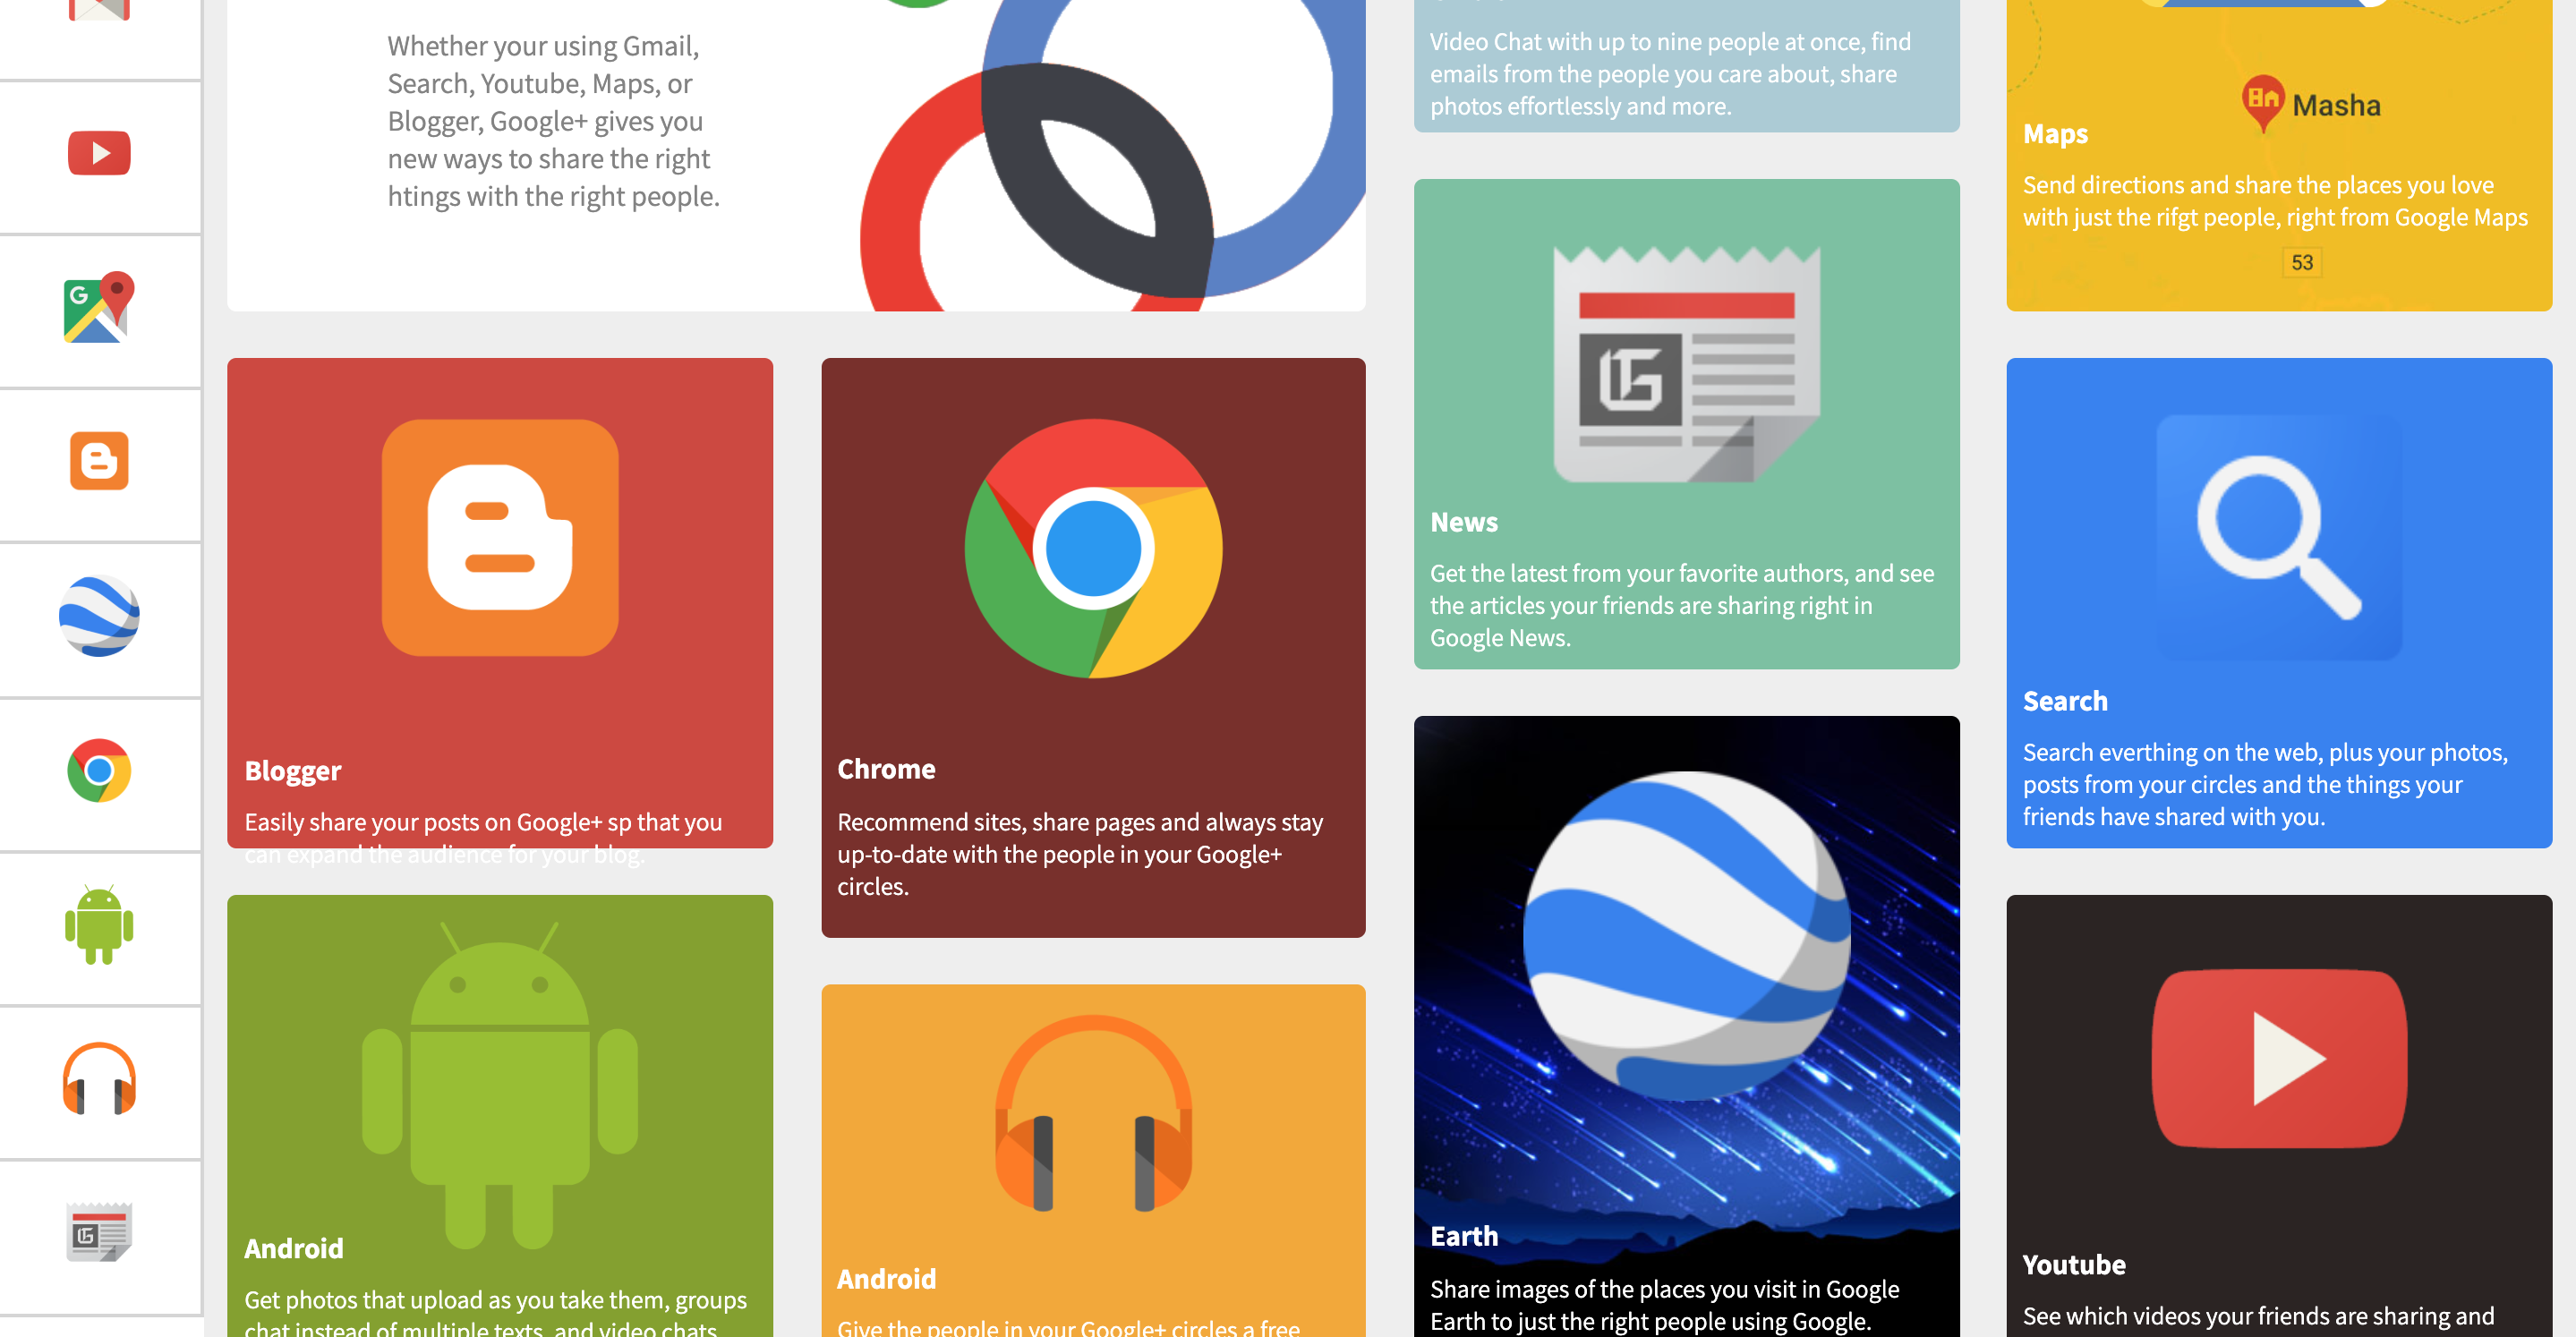 Whether your using Gmail,
Search, Youtube, Maps, or
Blogger, Google+ gives you
new ways to share the right
htings with the right people.
Video Chat with up to nine people at once, find
emails from the people you care about, share
photos effortlessly and more.
Masha
Maps
Send directions and share the places you love
with just the rifgt people, right from Google Maps
53
G
Blogger
Easily share your posts on Google+ sp that you
can expand the audience for your blog.
Chrome
Recommend sites, share pages and always stay
up-to-date with the people in your Google+
circles.
G
News
Get the latest from your favorite authors, and see
the articles your friends are sharing right in
Google News.
Search
Search everthing on the web, plus your photos,
posts from your circles and the things your
friends have shared with you.
Android
Get photos that upload as you take them, groups
chat instead of multiple texts, and video chats
Android
Give the people in your Google+ circles a free
Earth
Share images of the places you visit in Google
Earth to just the right people using Google.
Youtube
See which videos your friends are sharing and